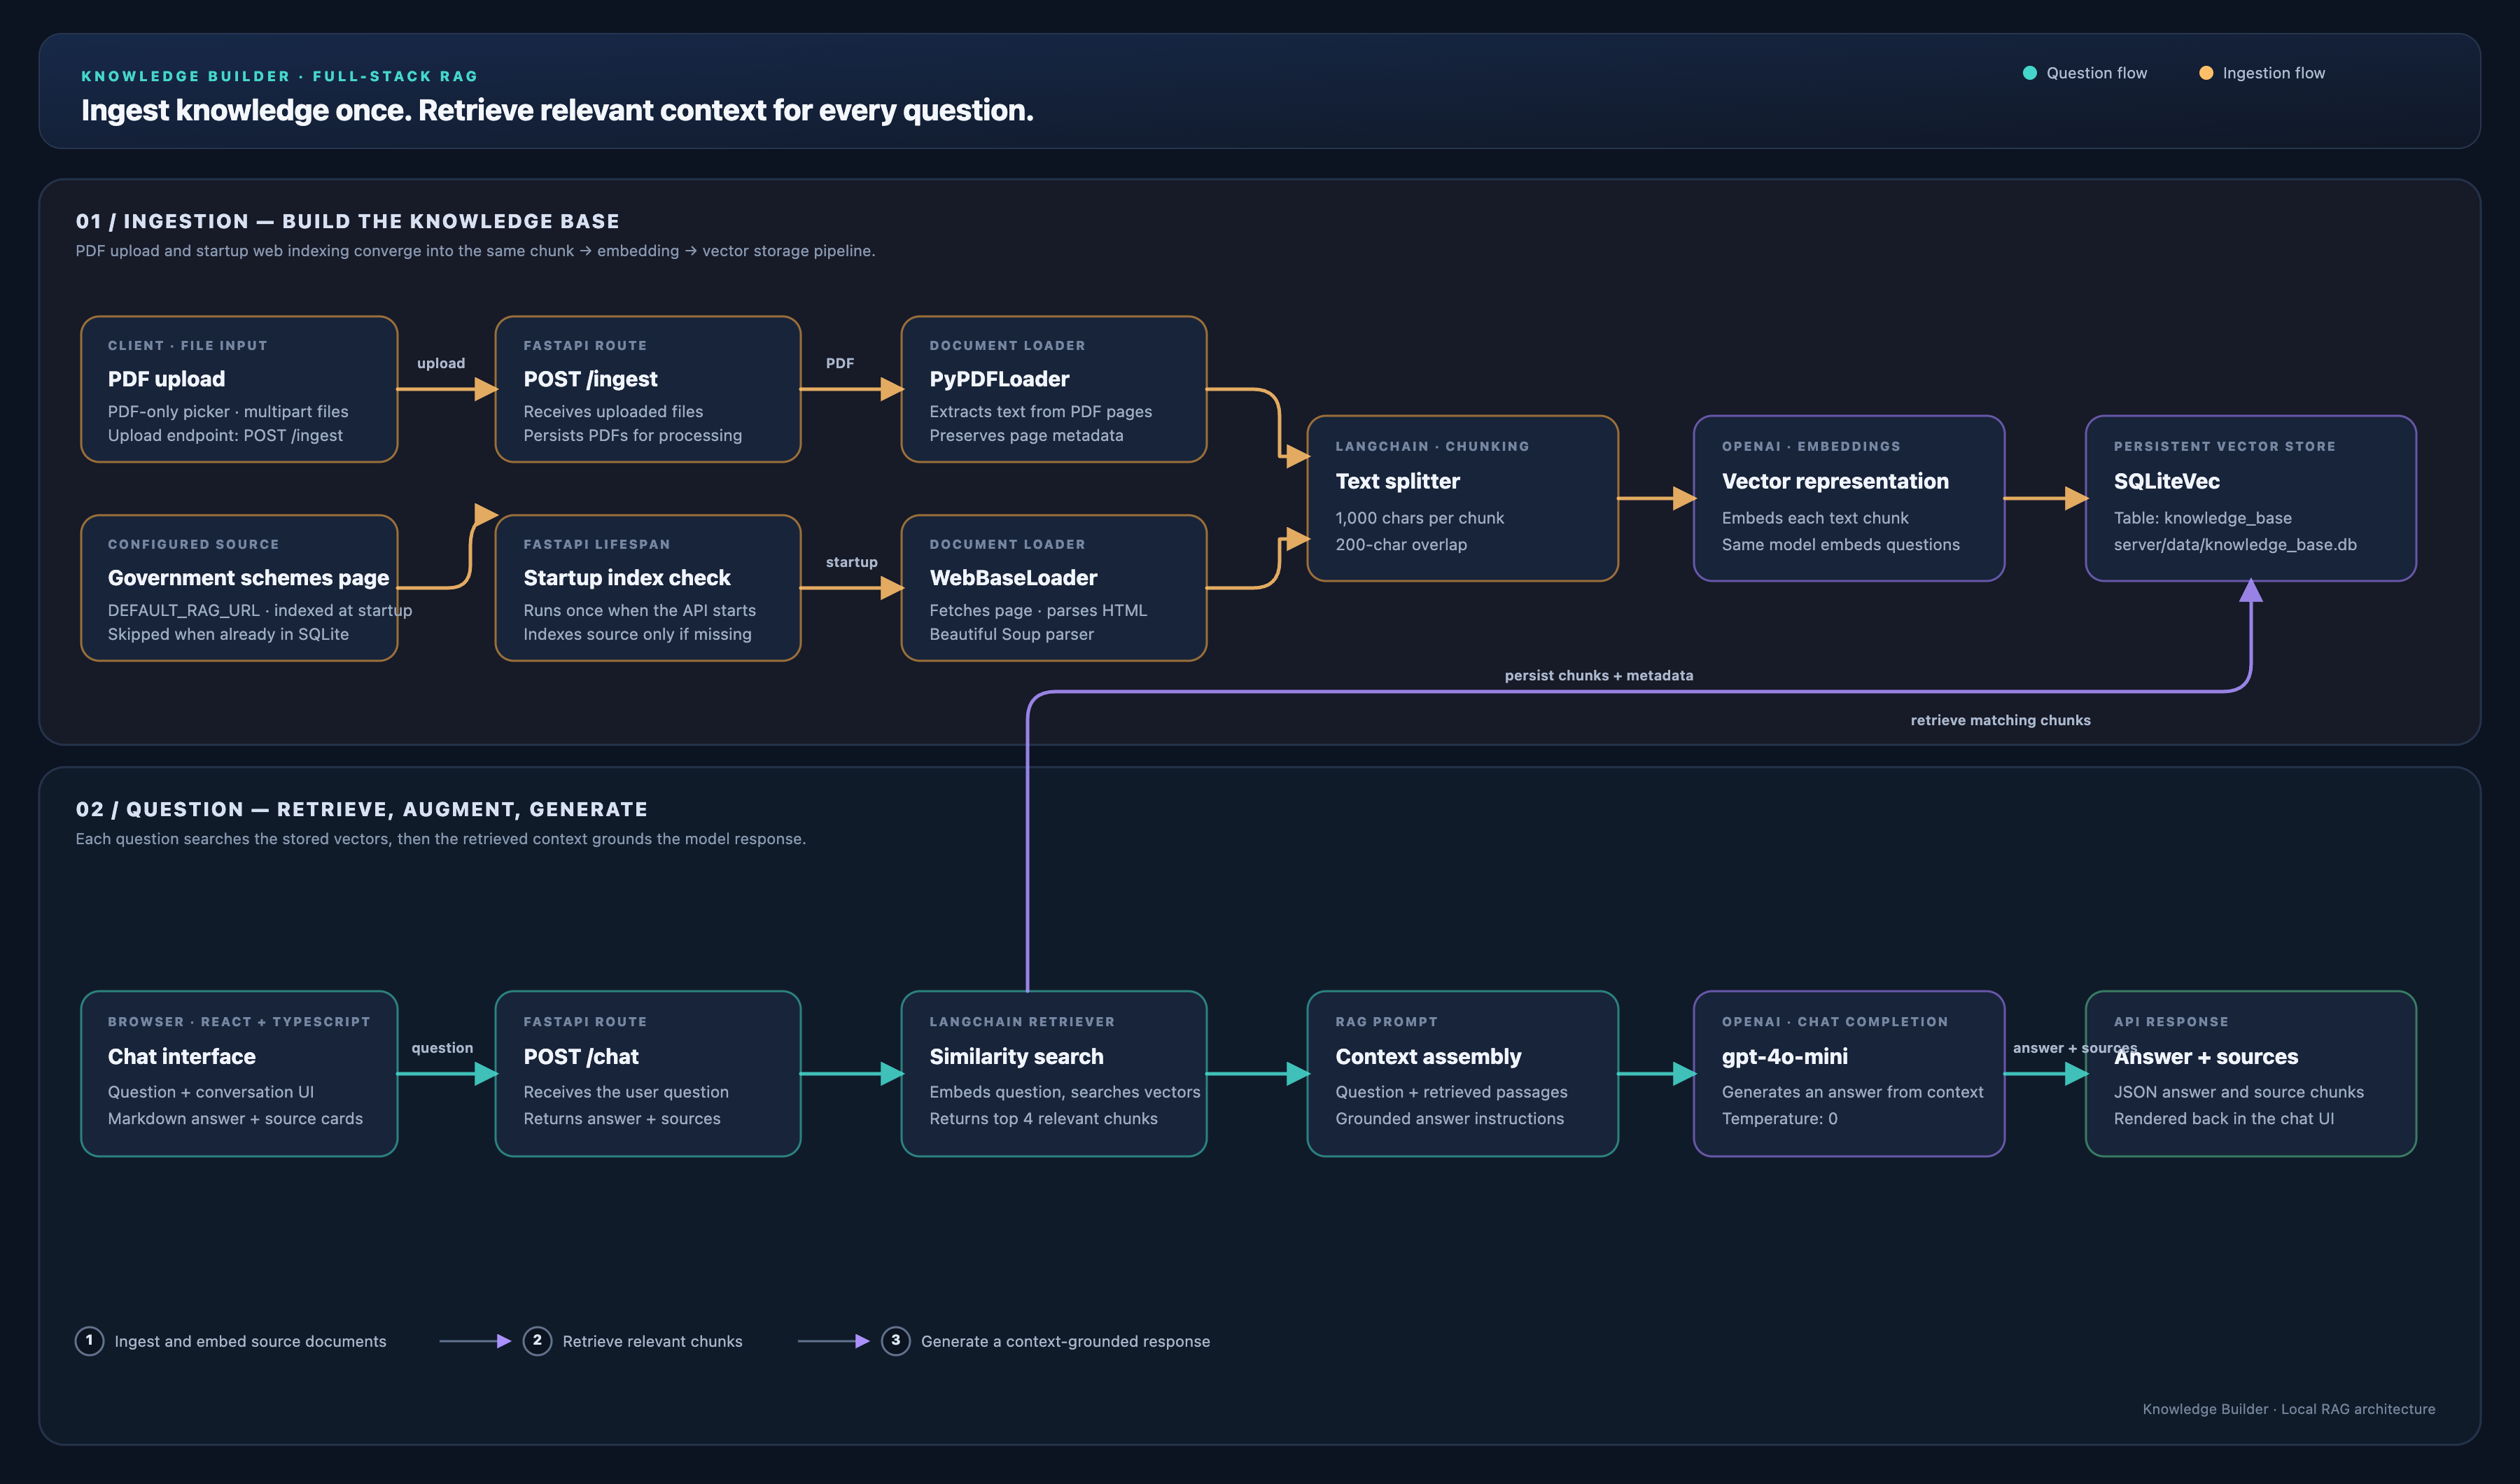 KNOWLEDGE BUILDER · FULL-STACK RAG
Ingest knowledge once. Retrieve relevant context for every question.
Question flow
Ingestion flow
01 / INGESTION — BUILD THE KNOWLEDGE BASE
PDF upload and startup web indexing converge into the same chunk → embedding → vector storage pipeline.
CLIENT · FILE INPUT
PDF upload
PDF-only picker · multipart files
Upload endpoint: POST /ingest
upload
FASTAPI ROUTE
POST /ingest
Receives uploaded files
Persists PDFs for processing
PDF
DOCUMENT LOADER
PyPDFLoader
Extracts text from PDF pages
Preserves page metadata
CONFIGURED SOURCE
Government schemes page
DEFAULT_RAG_URL · indexed at startup
Skipped when already in SQLite
FASTAPI LIFESPAN
Startup index check
Runs once when the API starts
Indexes source only if missing
startup
DOCUMENT LOADER
WebBaseLoader
Fetches page · parses HTML
Beautiful Soup parser
LANGCHAIN · CHUNKING
Text splitter
1,000 chars per chunk
200-char overlap
OPENAI · EMBEDDINGS
Vector representation
Embeds each text chunk
Same model embeds questions
PERSISTENT VECTOR STORE
SQLiteVec
Table: knowledge_base
server/data/knowledge_base.db
persist chunks + metadata
retrieve matching chunks
02 / QUESTION — RETRIEVE, AUGMENT, GENERATE
Each question searches the stored vectors, then the retrieved context grounds the model response.
BROWSER · REACT + TYPESCRIPT
Chat interface
Question + conversation UI
Markdown answer + source cards
question
FASTAPI ROUTE
POST /chat
Receives the user question
Returns answer + sources
LANGCHAIN RETRIEVER
Similarity search
Embeds question, searches vectors
Returns top 4 relevant chunks
RAG PROMPT
Context assembly
Question + retrieved passages
Grounded answer instructions
OPENAI · CHAT COMPLETION
gpt-4o-mini
Generates an answer from context
Temperature: 0
answer + sources
API RESPONSE
Answer + sources
JSON answer and source chunks
Rendered back in the chat UI
1 Ingest and embed source documents
2 Retrieve relevant chunks
3 Generate a context-grounded response
Knowledge Builder · Local RAG architecture